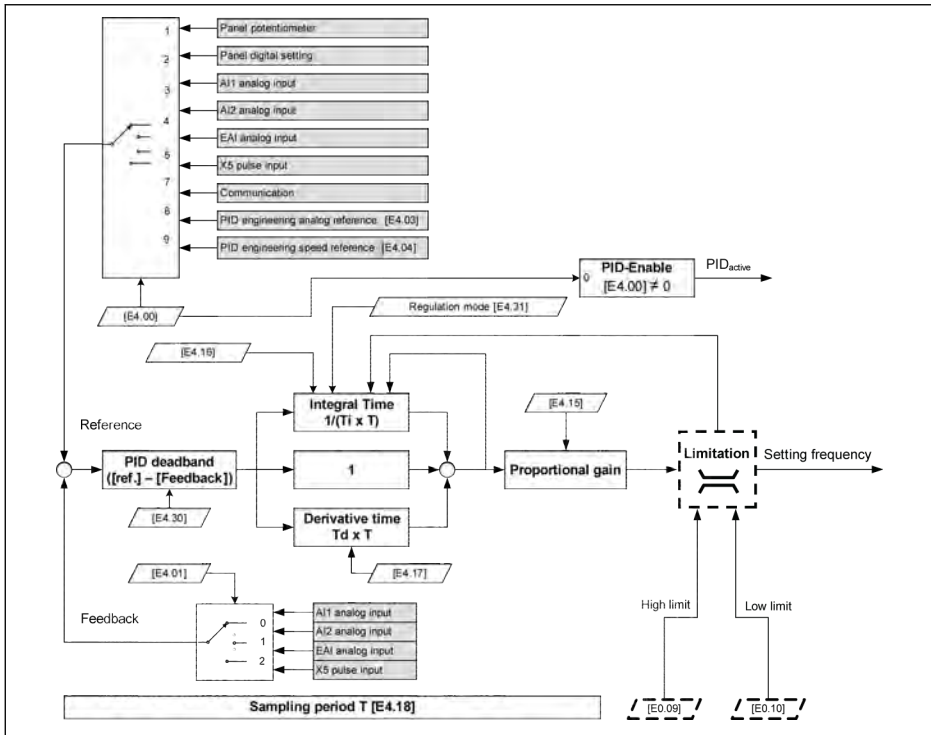 1 Panel potentiometer
2 Panel digital setting
3 AI1 analog input
4 AI2 analog input
EAI analog input
5 X5 pulse input
7 Communication
8 PID engineering analog reference [E4.03]
9 PID engineering speed reference [E4.04]
[E4.00]
0 PID-Enable
[E4.00] ≠ 0
PIDactive
Regulation mode [E4.31]
[E4.16]
Integral Time
1/(Ti x T)
[E4.15]
Reference
PID deadband
([ref.] – [Feedback])
1
Proportional gain
Limitation
Setting frequency
[E4.30]
Derivative time
Td x T
[E4.01]
[E4.17]
Feedback
0
1
2
AI1 analog input
AI2 analog input
EAI analog input
X5 pulse input
High limit
Low limit
Sampling period T [E4.18]
[E0.09]
[E0.10]